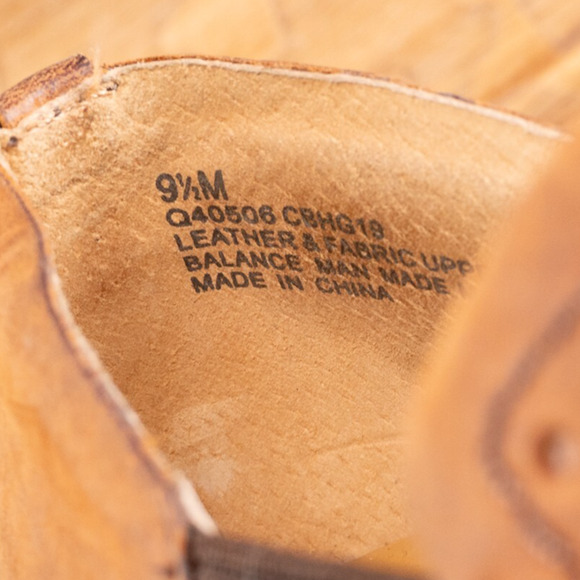 9½M
Q40506 CBHG19
LEATHER & FABRIC UPP
BALANCE MAN MADE
MADE IN CHINA